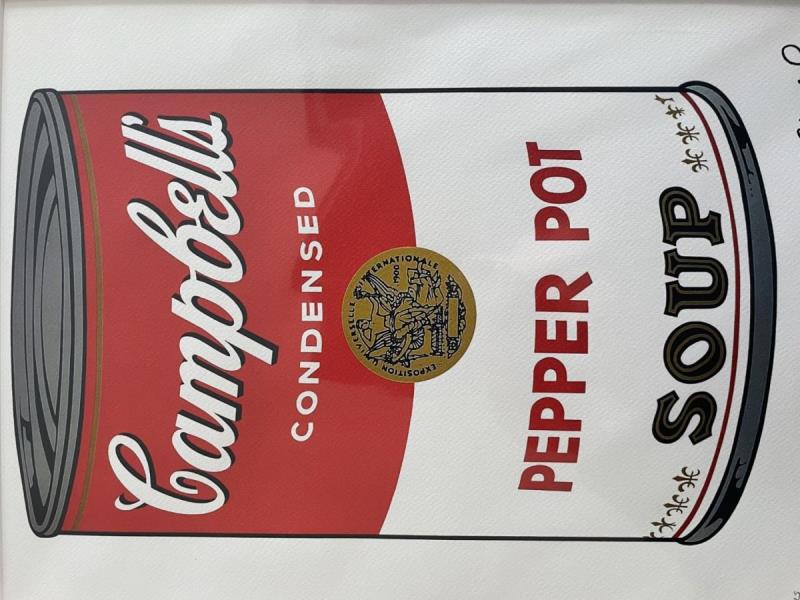 Campbell's
CONDENSED
EXPOSITION UNIVERSELLE INTERNATIONALE
1900
PEPPER POT
SOUP